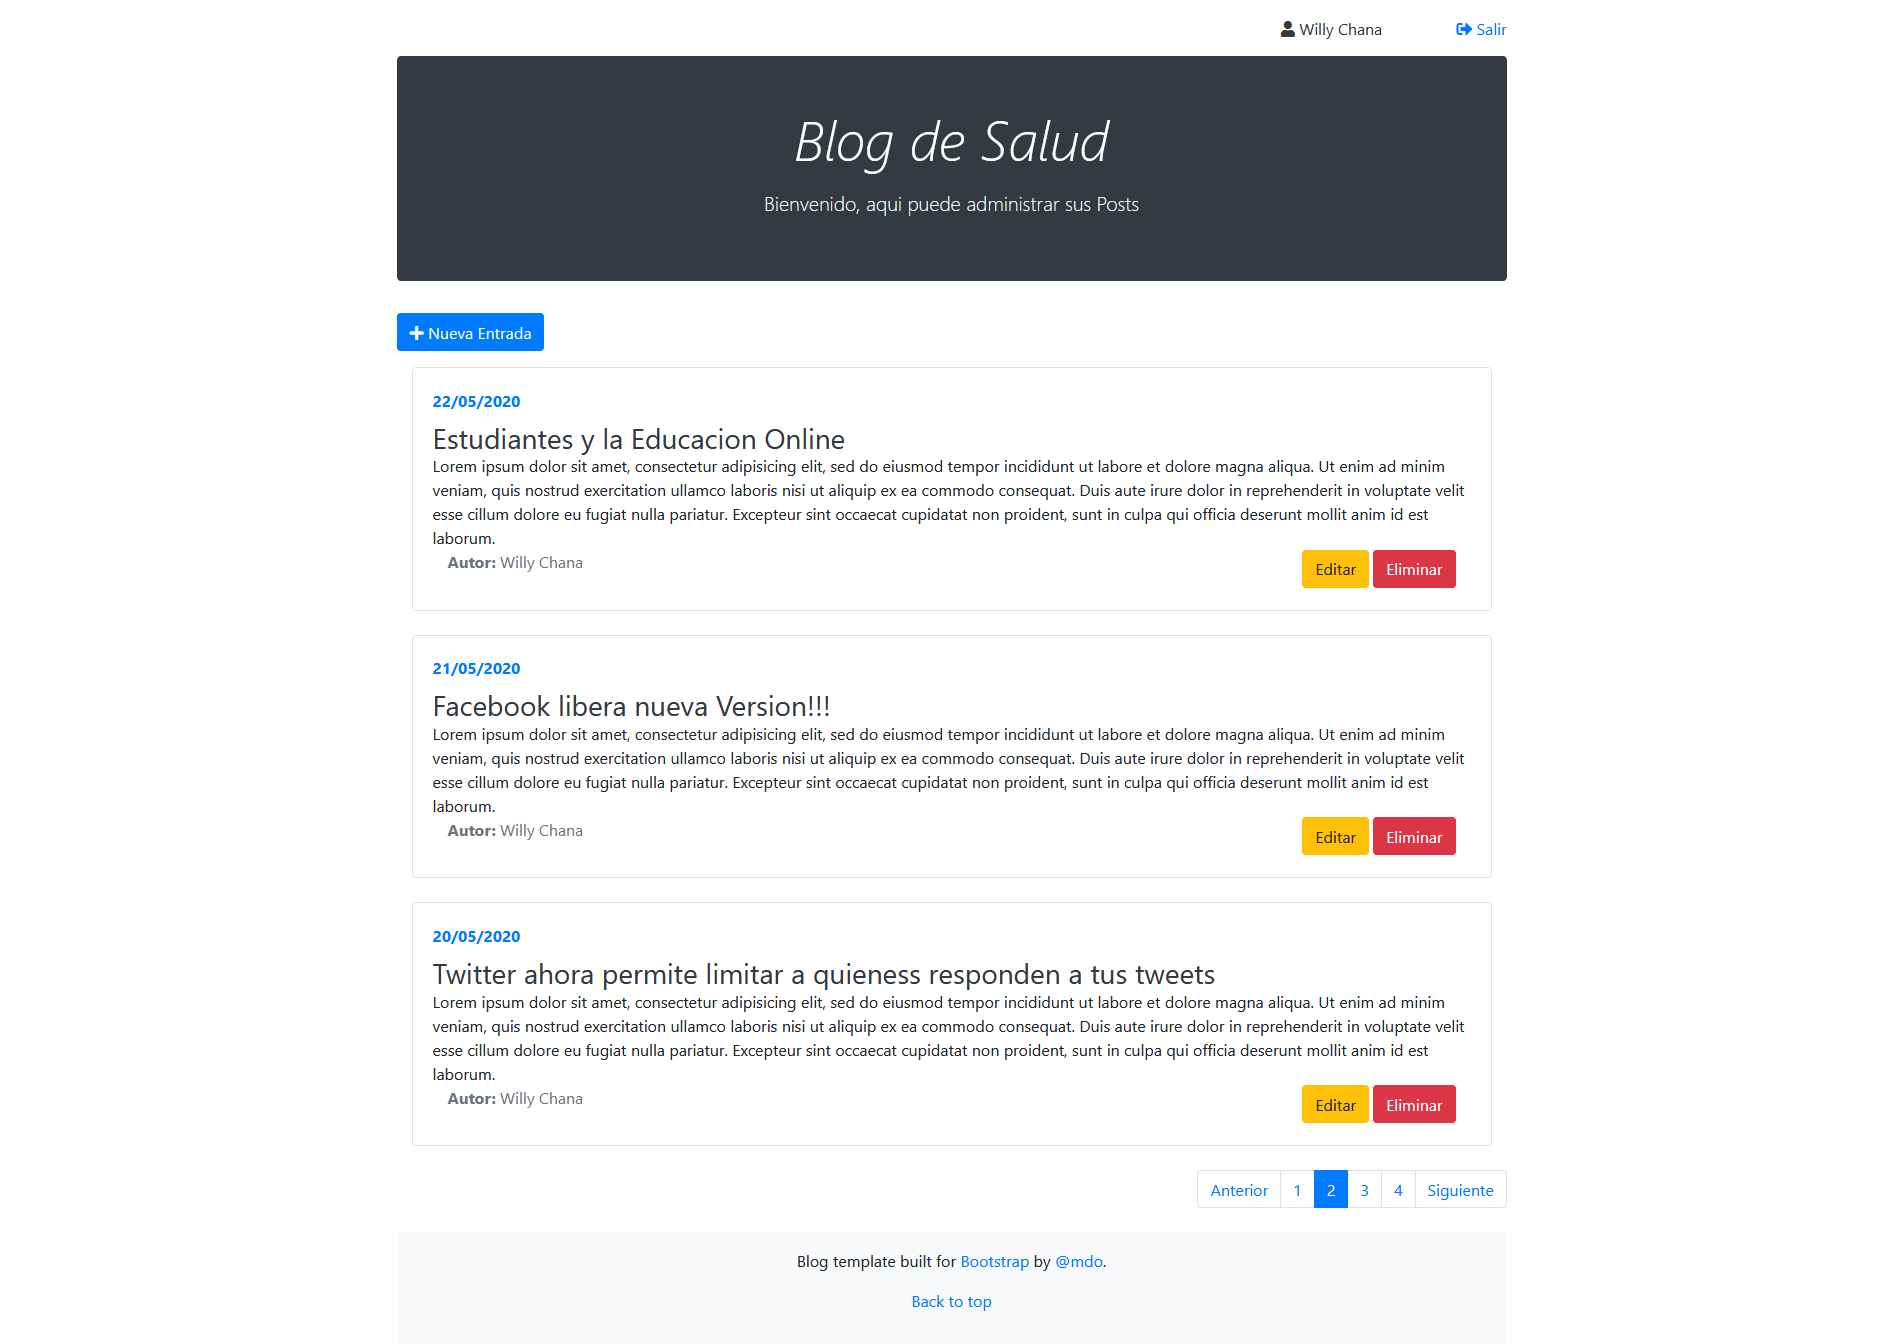 Willy Chana
Salir
Blog de Salud
Bienvenido, aqui puede administrar sus Posts
Nueva Entrada
22/05/2020
Estudiantes y la Educacion Online
Lorem ipsum dolor sit amet, consectetur adipisicing elit, sed do eiusmod tempor incididunt ut labore et dolore magna aliqua. Ut enim ad minim
veniam, quis nostrud exercitation ullamco laboris nisi ut aliquip ex ea commodo consequat. Duis aute irure dolor in reprehenderit in voluptate velit
esse cillum dolore eu fugiat nulla pariatur. Excepteur sint occaecat cupidatat non proident, sunt in culpa qui officia deserunt mollit anim id est
laborum.
Autor: Willy Chana
Editar
Eliminar
21/05/2020
Facebook libera nueva Version!!!
Lorem ipsum dolor sit amet, consectetur adipisicing elit, sed do eiusmod tempor incididunt ut labore et dolore magna aliqua. Ut enim ad minim
veniam, quis nostrud exercitation ullamco laboris nisi ut aliquip ex ea commodo consequat. Duis aute irure dolor in reprehenderit in voluptate velit
esse cillum dolore eu fugiat nulla pariatur. Excepteur sint occaecat cupidatat non proident, sunt in culpa qui officia deserunt mollit anim id est
laborum.
Autor: Willy Chana
Editar
Eliminar
20/05/2020
Twitter ahora permite limitar a quieness responden a tus tweets
Lorem ipsum dolor sit amet, consectetur adipisicing elit, sed do eiusmod tempor incididunt ut labore et dolore magna aliqua. Ut enim ad minim
veniam, quis nostrud exercitation ullamco laboris nisi ut aliquip ex ea commodo consequat. Duis aute irure dolor in reprehenderit in voluptate velit
esse cillum dolore eu fugiat nulla pariatur. Excepteur sint occaecat cupidatat non proident, sunt in culpa qui officia deserunt mollit anim id est
laborum.
Autor: Willy Chana
Editar
Eliminar
Anterior 1 2 3 4 Siguiente
Blog template built for Bootstrap by @mdo.
Back to top